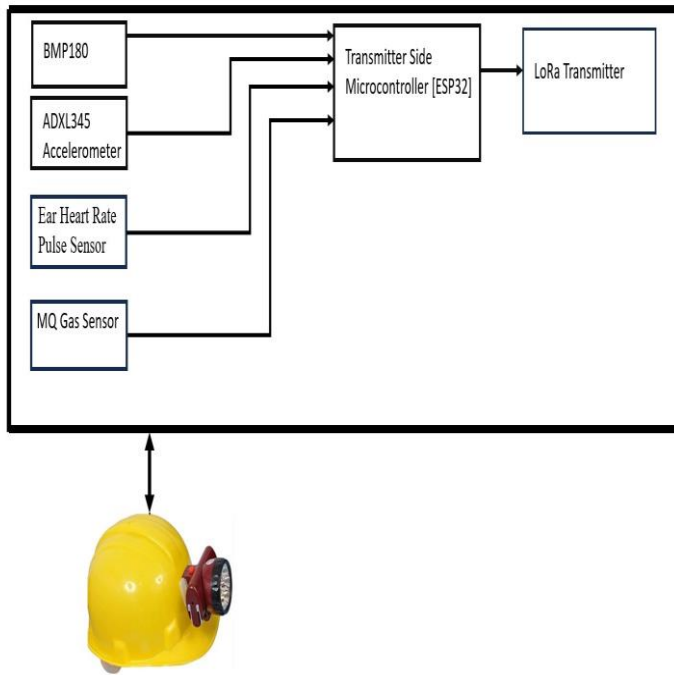 BMP180
Transmitter Side
Microcontroller [ESP32]
LoRa Transmitter
ADXL345
Accelerometer
Ear Heart Rate
Pulse Sensor
MQ Gas Sensor